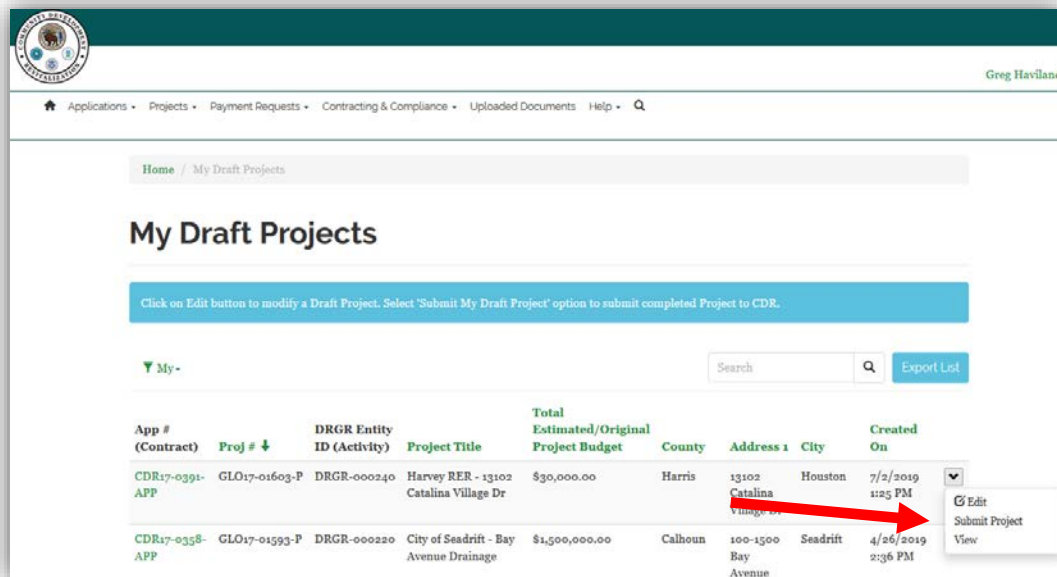 COMMUNITY DEVELOPMENT
REVITALIZATION
Greg Haviland
Applications Projects Payment Requests Contracting & Compliance Uploaded Documents Help
Home / My Draft Projects
My Draft Projects
Click on Edit button to modify a Draft Project. Select 'Submit My Draft Project' option to submit completed Project to CDR.
My
Search
Export List
App # (Contract) Proj # DRGR Entity ID (Activity) Project Title Total Estimated/Original Project Budget County Address 1 City Created On
CDR17-0391-APP GLO17-01603-P DRGR-000240 Harvey RER - 13102 Catalina Village Dr $30,000.00 Harris 13102 Catalina Village Dr Houston 7/2/2019 1:25 PM
Edit
Submit Project
View
CDR17-0358-APP GLO17-01593-P DRGR-000220 City of Seadrift - Bay Avenue Drainage $1,500,000.00 Calhoun 100-1500 Bay Avenue Seadrift 4/26/2019 2:36 PM